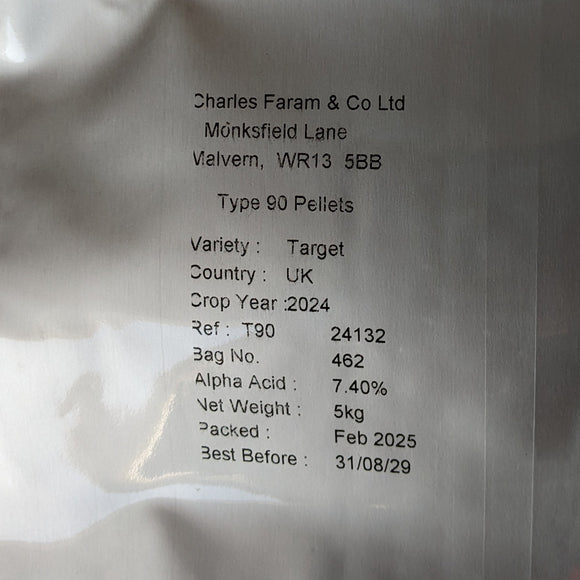 Charles Faram & Co Ltd
Monksfield Lane
Malvern, WR13 5BB
Type 90 Pellets
Variety : Target
Country : UK
Crop Year :2024
Ref : T90 24132
Bag No. 462
Alpha Acid : 7.40%
Net Weight : 5kg
Packed : Feb 2025
Best Before : 31/08/29